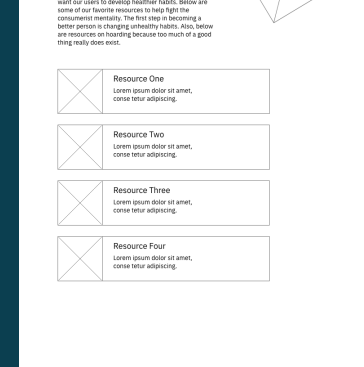 want our users to develop healthier habits. Below are
some of our favorite resources to help fight the
consumerist mentality. The first step in becoming a
better person is changing unhealthy habits. Also, below
are resources on hoarding because too much of a good
thing really does exist.
Resource One
Lorem ipsum dolor sit amet,
conse tetur adipiscing.
Resource Two
Lorem ipsum dolor sit amet,
conse tetur adipiscing.
Resource Three
Lorem ipsum dolor sit amet,
conse tetur adipiscing.
Resource Four
Lorem ipsum dolor sit amet,
conse tetur adipiscing.